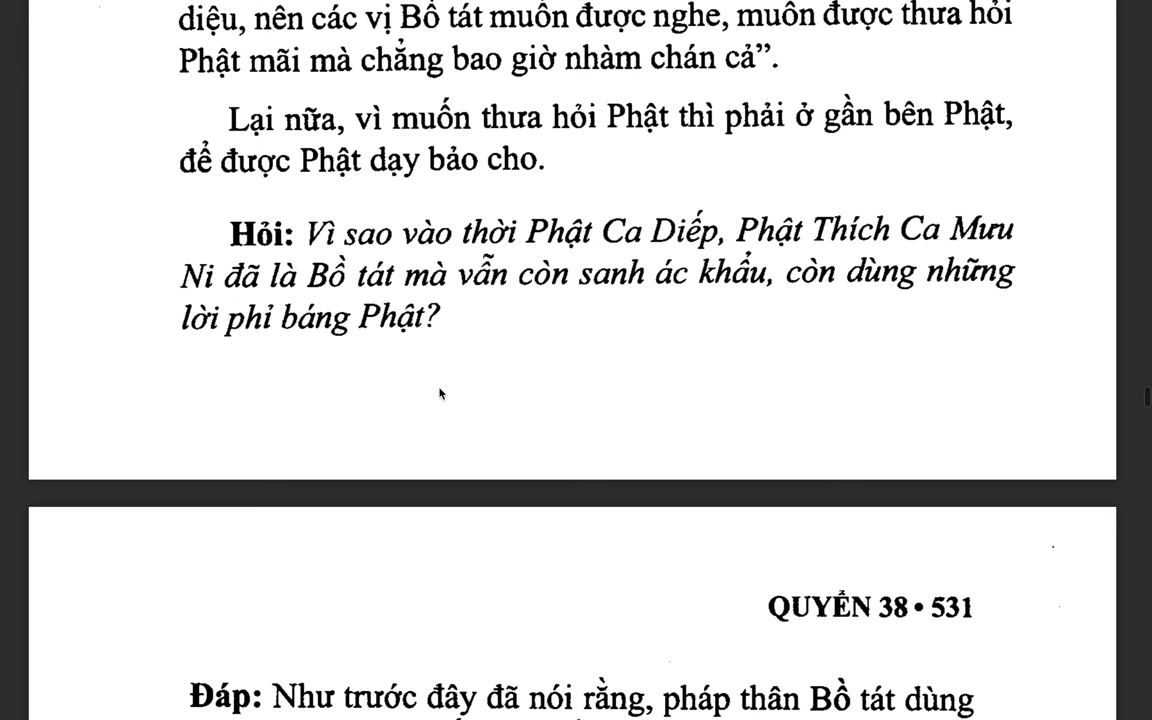 diệu, nên các vị Bồ tát muốn được nghe, muốn được thưa hỏi
Phật mãi mà chẳng bao giờ nhàm chán cả”.
Lại nữa, vì muốn thưa hỏi Phật thì phải ở gần bên Phật,
để được Phật dạy bảo cho.
Hỏi: Vì sao vào thời Phật Ca Diếp, Phật Thích Ca Mưu
Ni đã là Bồ tát mà vẫn còn sanh ác khẩu, còn dùng những
lời phỉ báng Phật?
QUYỂN 38 • 531
Đáp: Như trước đây đã nói rằng, pháp thân Bồ tát dùng